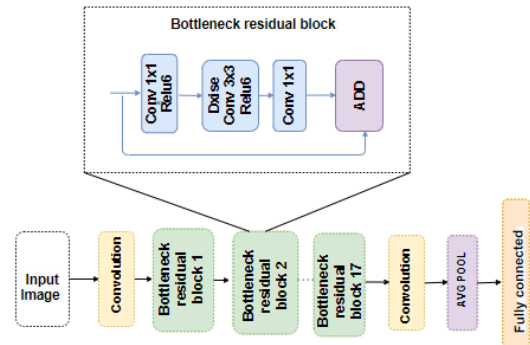 Bottleneck residual block
Conv 1x1
Relu6
Dxise
Conv 3x3
Relu6
Conv 1x1
ADD
Input
Image
Convolution
Bottleneck
residual
block 1
Bottleneck
residual
block 2
Bottleneck
residual
block 17
Convolution
AVG POOL
Fully connected